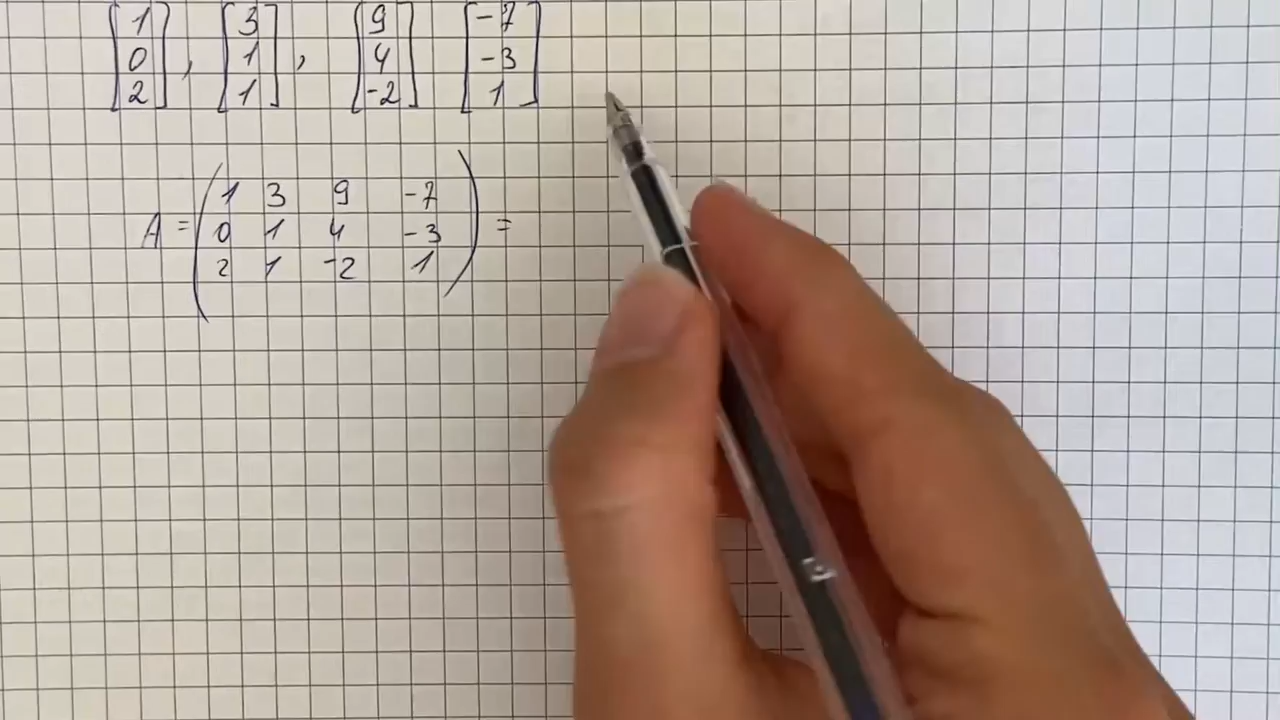 [1 0 2], [3 1 1], [9 4 -2] [-7 -3 1]
A = (1 3 9 -7
0 1 4 -3
2 1 -2 1) =